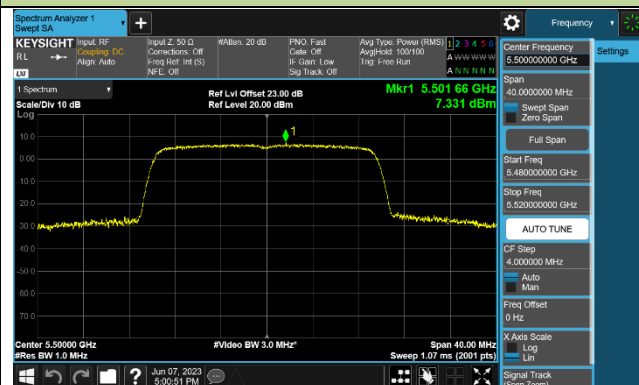 Spectrum Analyzer 1
Swept SA
Frequency
KEYSIGHT
RL
LXI
Input: RF
Coupling: DC
Align: Auto
Input Z: 50 Ω
Corrections: Off
Freq Ref: Int (S)
NFE: Off
#Atten: 20 dB
PNO: Fast
Gate: Off
IF Gain: Low
Sig Track: Off
Avg Type: Power (RMS)
Avg|Hold: 100/100
Trig: Free Run
1 2 3 4 5 6
A W W W W W
A N N N N N
1 Spectrum
Scale/Div 10 dB
Log
Ref Lvl Offset 23.00 dB
Ref Level 20.00 dBm
Mkr1 5.501 66 GHz
7.331 dBm
1
10.0
0.00
-10.0
-20.0
-30.0
-40.0
-50.0
-60.0
-70.0
Center 5.50000 GHz
#Res BW 1.0 MHz
#Video BW 3.0 MHz*
Span 40.00 MHz
Sweep 1.07 ms (2001 pts)
Jun 07, 2023
5:00:51 PM
?
Center Frequency
5.50000000 GHz
Span
40.0000000 MHz
Swept Span
Zero Span
Full Span
Start Freq
5.480000000 GHz
Stop Freq
5.520000000 GHz
AUTO TUNE
CF Step
4.000000 MHz
Auto
Man
Freq Offset
0 Hz
X Axis Scale
Log
Lin
Signal Track
(Span Zoom)
Settings